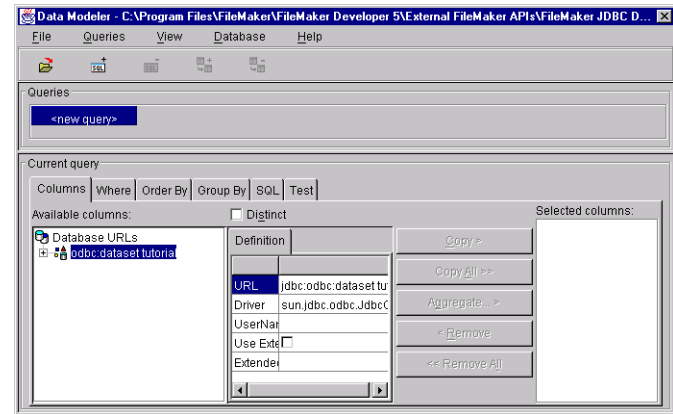 Data Modeler - C:\Program Files\FileMaker\FileMaker Developer 5\External FileMaker APIs\FileMaker JDBC D...
File Queries View Database Help
SQL
Queries
<new query>
Current query
Columns Where Order By Group By SQL Test
Available columns:
Distinct
Selected columns:
Database URLs
odbc:dataset tutorial
Definition
URL jdbc:odbc:dataset tu
Driver sun.jdbc.odbc.JdbcO
UserNa
Use Exte
Extende
Copy >
Copy All >>
Aggregate... >
< Remove
<< Remove All